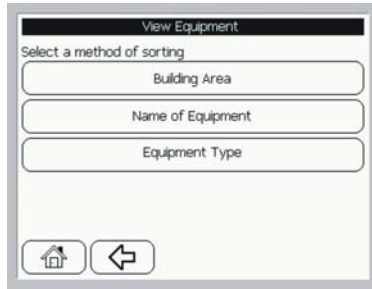 View Equipment
Select a method of sorting
Building Area
Name of Equipment
Equipment Type